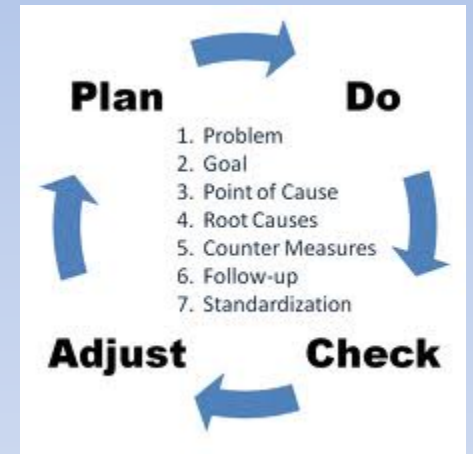 Plan
Do
1. Problem
2. Goal
3. Point of Cause
4. Root Causes
5. Counter Measures
6. Follow-up
7. Standardization
Adjust
Check